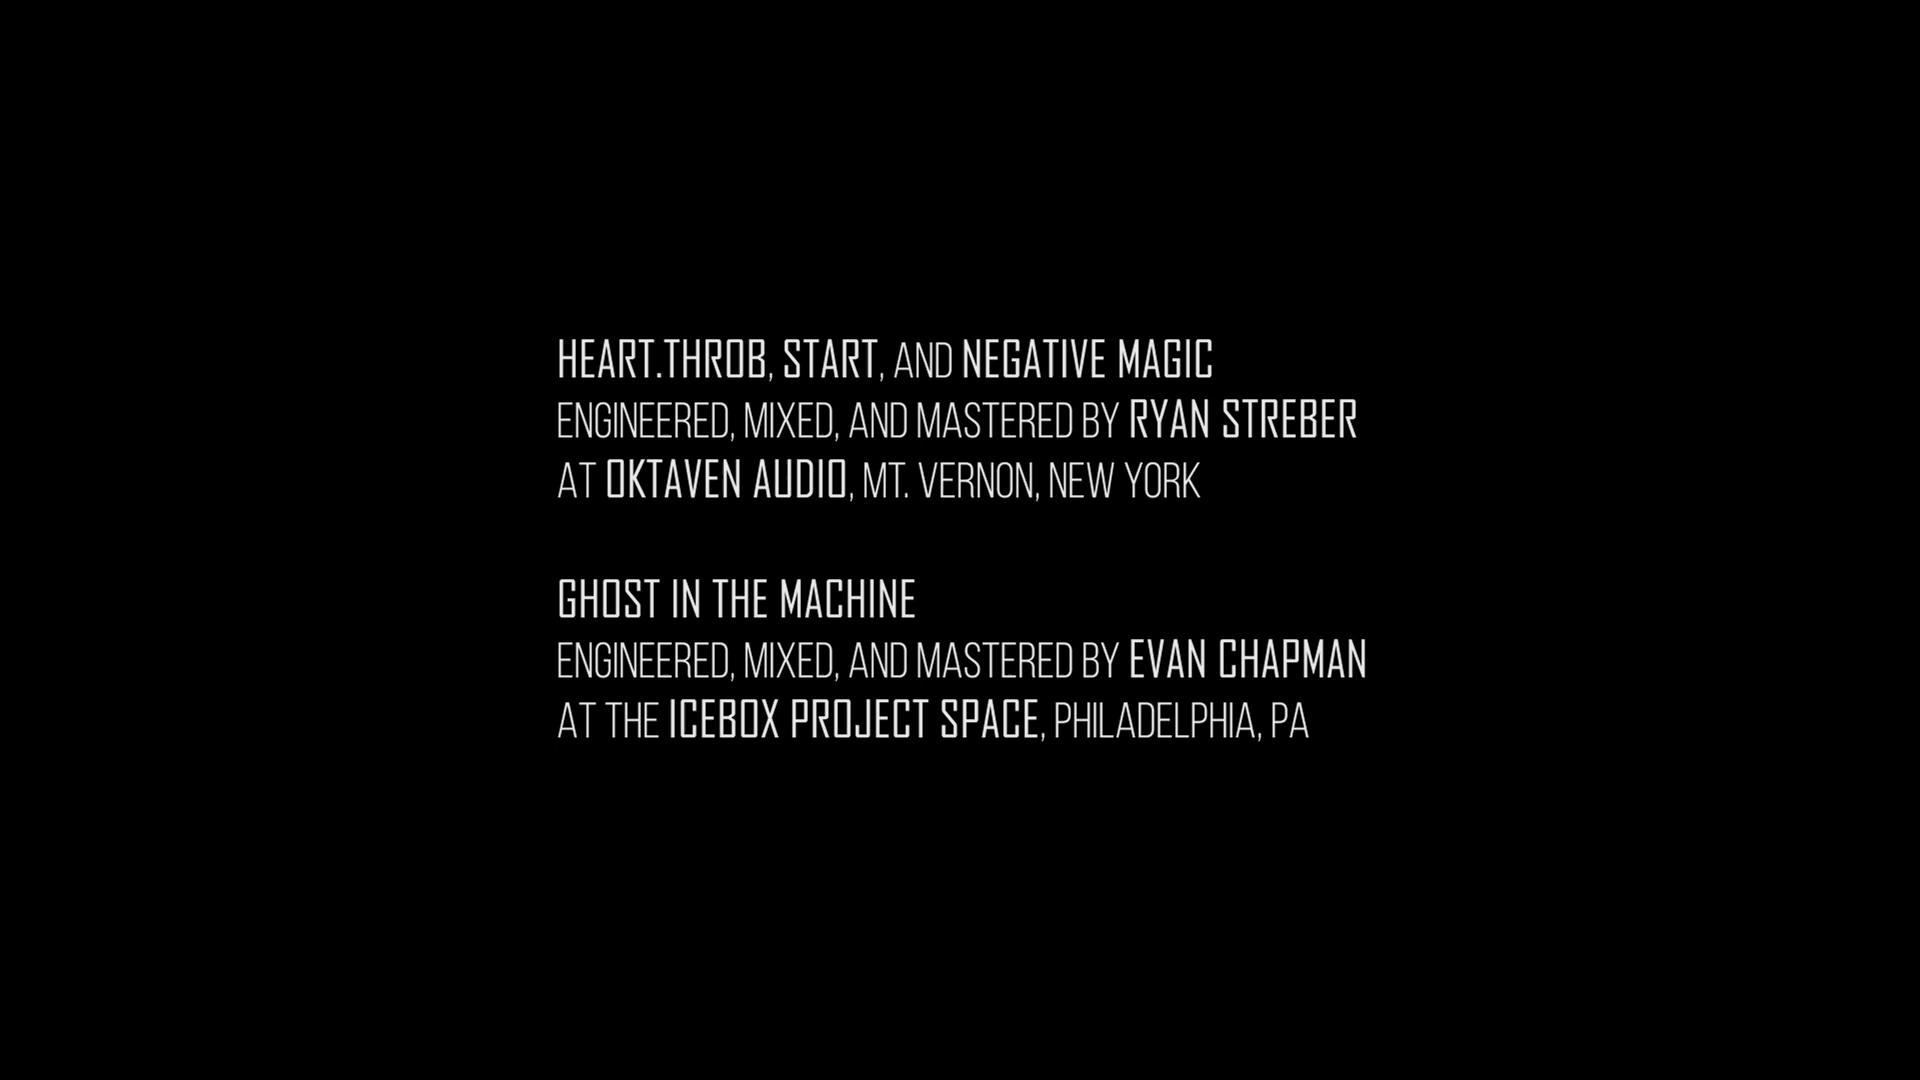 HEART.THROB, START, AND NEGATIVE MAGIC
ENGINEERED, MIXED, AND MASTERED BY RYAN STREBER
AT OKTAVEN AUDIO, MT. VERNON, NEW YORK
GHOST IN THE MACHINE
ENGINEERED, MIXED, AND MASTERED BY EVAN CHAPMAN
AT THE ICEBOX PROJECT SPACE, PHILADELPHIA, PA